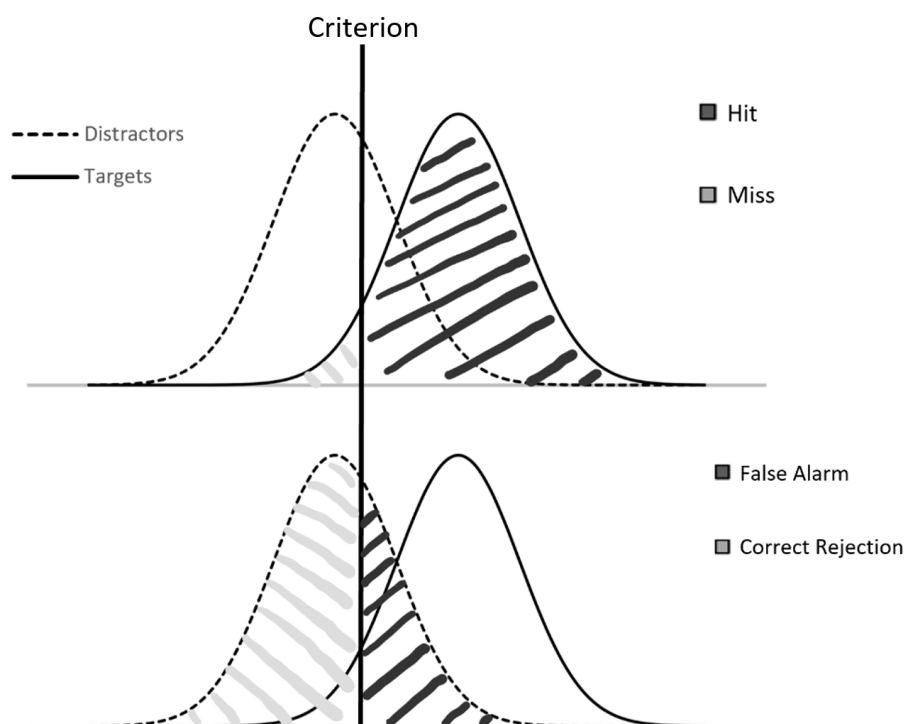 Criterion
Distractors
Targets
Hit
Miss
False Alarm
Correct Rejection